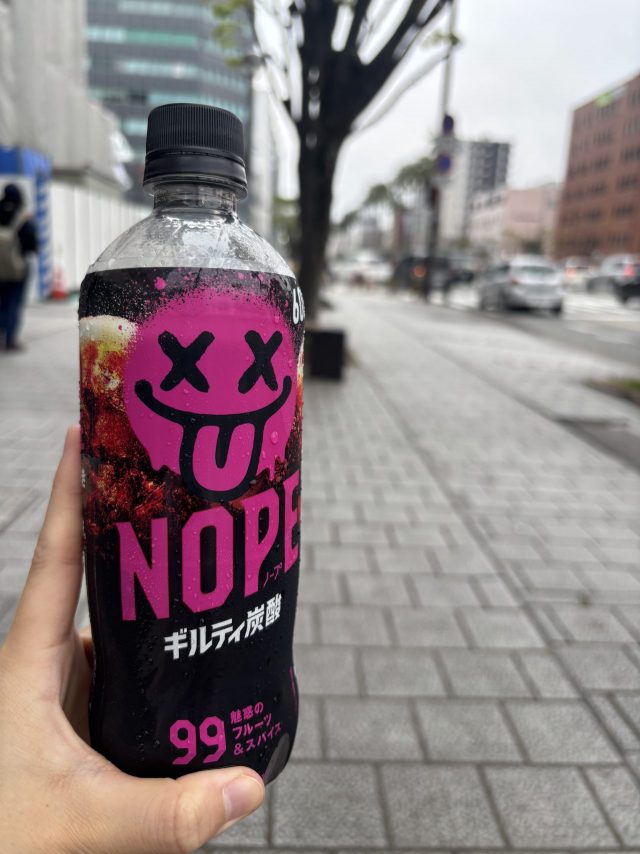 NOPE
ノープ
ギルティ炭酸
99
魅惑の
フルーツ
&スパイス